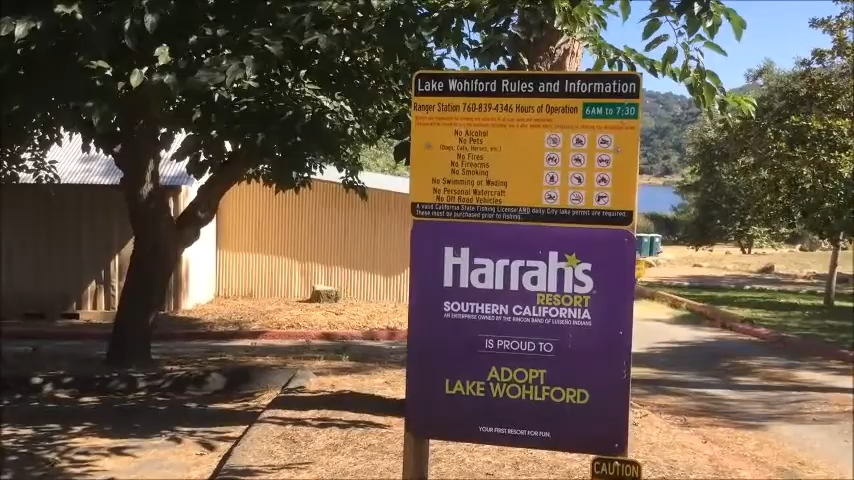 Lake Wohlford Rules and Information
Ranger Station 760-839-4346 Hours of Operation 6AM to 7:30
No Alcohol
No Pets
(Dogs, Cats, Horses, etc.)
No Fires
No Firearms
No Personal Watercraft
No Swimming or Wading
No Off Road Vehicles
A valid California State Fishing License AND daily City lake permits are required.
These must be purchased prior to fishing.
Harrah's
RESORT
SOUTHERN CALIFORNIA
AN ENTERPRISE OWNED BY THE RINCON BAND OF LUISEÑO INDIANS
IS PROUD TO
ADOPT
LAKE WOHLFORD
YOUR FIRST RESORT FOR FUN.
CAUTION